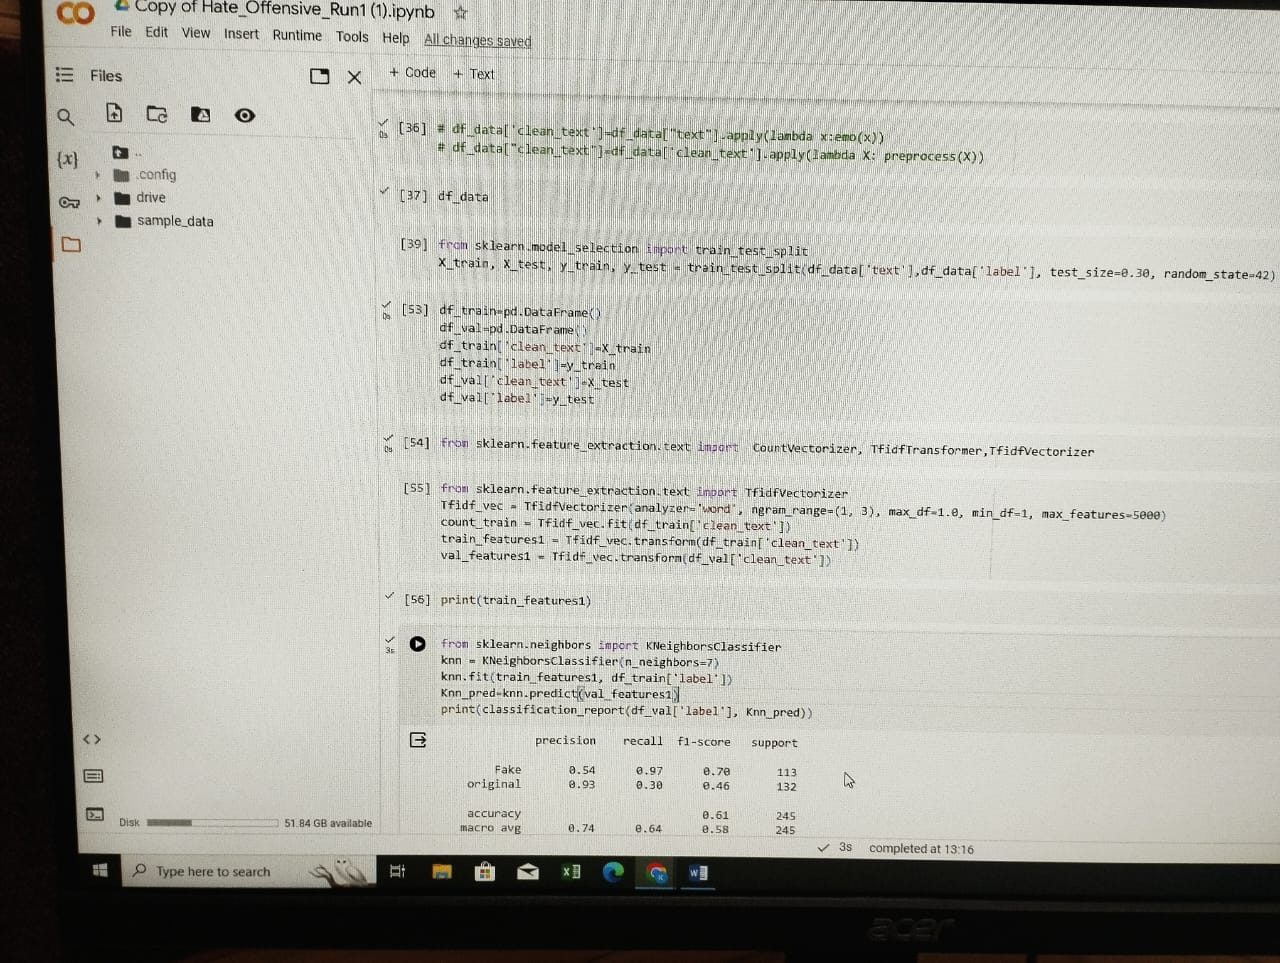 CO
Copy of Hate_Offensive_Run1 (1).ipynb
File Edit View Insert Runtime Tools Help All changes saved
Files
+ Code + Text
..
.config
drive
sample_data
{x}
[36] # df_data['clean_text']=df_data["text"].apply(lambda x:emo(x))
# df_data["clean_text"]=df_data['clean_text'].apply(lambda X: preprocess(X))
0s
[37] df_data
[39] from sklearn.model_selection import train_test_split
X_train, X_test, y_train, y_test = train_test_split(df_data['text'],df_data['label'], test_size=0.30, random_state=42)
[53] df_train=pd.DataFrame()
0s
df_val=pd.DataFrame()
df_train['clean_text']=X_train
df_train['label']=y_train
df_val['clean_text']=X_test
df_val['label']=y_test
[54] from sklearn.feature_extraction.text import CountVectorizer, TfidfTransformer,TfidfVectorizer
0s
[55] from sklearn.feature_extraction.text import TfidfVectorizer
Tfidf_vec = TfidfVectorizer(analyzer='word', ngram_range=(1, 3), max_df=1.0, min_df=1, max_features=5000)
count_train = Tfidf_vec.fit(df_train['clean_text'])
train_features1 = Tfidf_vec.transform(df_train['clean_text'])
val_features1 = Tfidf_vec.transform(df_val['clean_text'])
[56] print(train_features1)
from sklearn.neighbors import KNeighborsClassifier
3s
knn = KNeighborsClassifier(n_neighbors=7)
knn.fit(train_features1, df_train['label'])
Knn_pred=knn.predict(val_features1)
print(classification_report(df_val['label'], Knn_pred))
precision recall f1-score support
Fake 0.54 0.97 0.70 113
original 0.93 0.30 0.46 132
accuracy 0.61 245
macro avg 0.74 0.64 0.58 245
Disk 51.84 GB available
3s completed at 13:16
Type here to search
acer